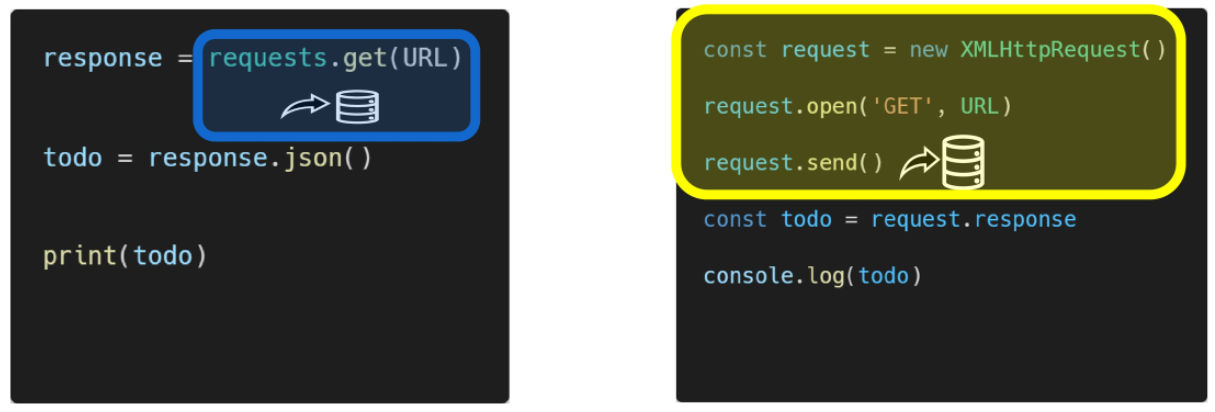 response = requests.get(URL)
todo = response.json()
print(todo)
const request = new XMLHttpRequest()
request.open('GET', URL)
request.send()
const todo = request.response
console.log(todo)